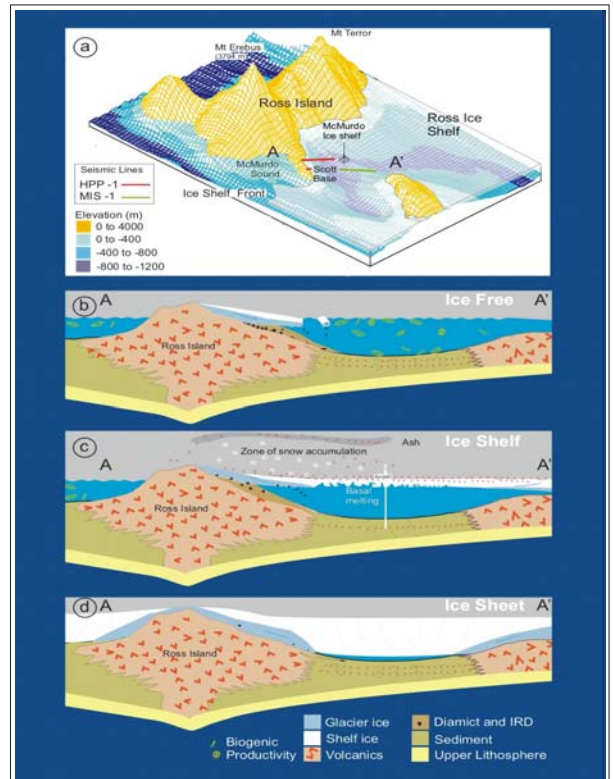 a
Mt Terror
Mt Erebus
(3794 m)
Ross Island
Ross Ice
Shelf
McMurdo
Ice shelf
A
A'
McMurdo
Sound
Scott
Base
Ice Shelf Front
Seismic Lines
HPP -1
MIS -1
Elevation (m)
0 to 4000
0 to -400
-400 to -800
-800 to -1200
b
A
Ice Free
A'
Ross Island
c
A
Ash
Ice Shelf
A'
Zone of snow accumulation
Basal
melting
Ross Island
d
A
Ice Sheet
A'
Ross Island
Biogenic
Productivity
Glacier ice
Shelf ice
Volcanics
Diamict and IRD
Sediment
Upper Lithosphere